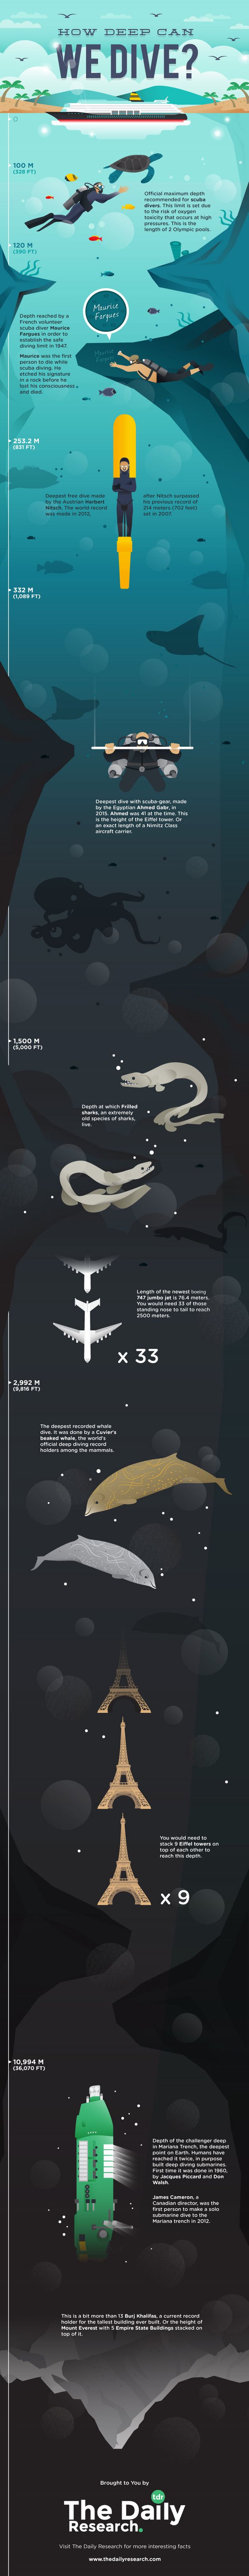 HOW DEEP CAN
WE DIVE?
0
100 M
(328 FT)
Official maximum depth
recommended for scuba
divers. This limit is set due
to the risk of oxygen
toxicity that occurs at high
pressures. This is the
length of 2 Olympic pools.
120 M
(390 FT)
Maurice
Fargues
Depth reached by a
French volunteer
scuba diver Maurice
Fargues in order to
establish the safe
diving limit in 1947.
Maurice was the first
person to die while
scuba diving. He
etched his signature
in a rock before he
lost his consciousness
and died.
Maurice
Fargues
253.2 M
(831 FT)
Deepest free dive made
by the Austrian Herbert
Nitsch. The world record
was made in 2012,
after Nitsch surpassed
his previous record of
214 meters (702 feet)
set in 2007.
332 M
(1,089 FT)
Deepest dive with scuba-gear, made
by the Egyptian Ahmed Gabr, in
2015. Ahmed was 41 at the time. This
is the height of the Eiffel tower. Or
an exact length of a Nimitz Class
aircraft carrier.
1,500 M
(5,000 FT)
Depth at which Frilled
sharks, an extremely
old species of sharks,
live.
Length of the newest boeing
747 jumbo jet is 76.4 meters.
You would need 33 of those
standing nose to tail to reach
2500 meters.
x 33
2,992 M
(9,816 FT)
The deepest recorded whale
dive. It was done by a Cuvier's
beaked whale, the world's
official deep diving record
holders among the mammals.
You would need to
stack 9 Eiffel towers on
top of each other to
reach this depth.
x 9
10,994 M
(36,070 FT)
Depth of the challenger deep
in Mariana Trench, the deepest
point on Earth. Humans have
reached it twice, in purpose
built deep diving submarines.
First time it was done in 1960,
by Jacques Piccard and Don
Walsh.
James Cameron, a
Canadian director, was the
first person to make a solo
submarine dive to the
Mariana trench in 2012.
This is a bit more than 13 Burj Khalifas, a current record
holder for the tallest building ever built. Or the height of
Mount Everest with 5 Empire State Buildings stacked on
top of it.
Brought to You by
tdr
The Daily
Research.
Visit The Daily Research for more interesting facts
www.thedailyresearch.com